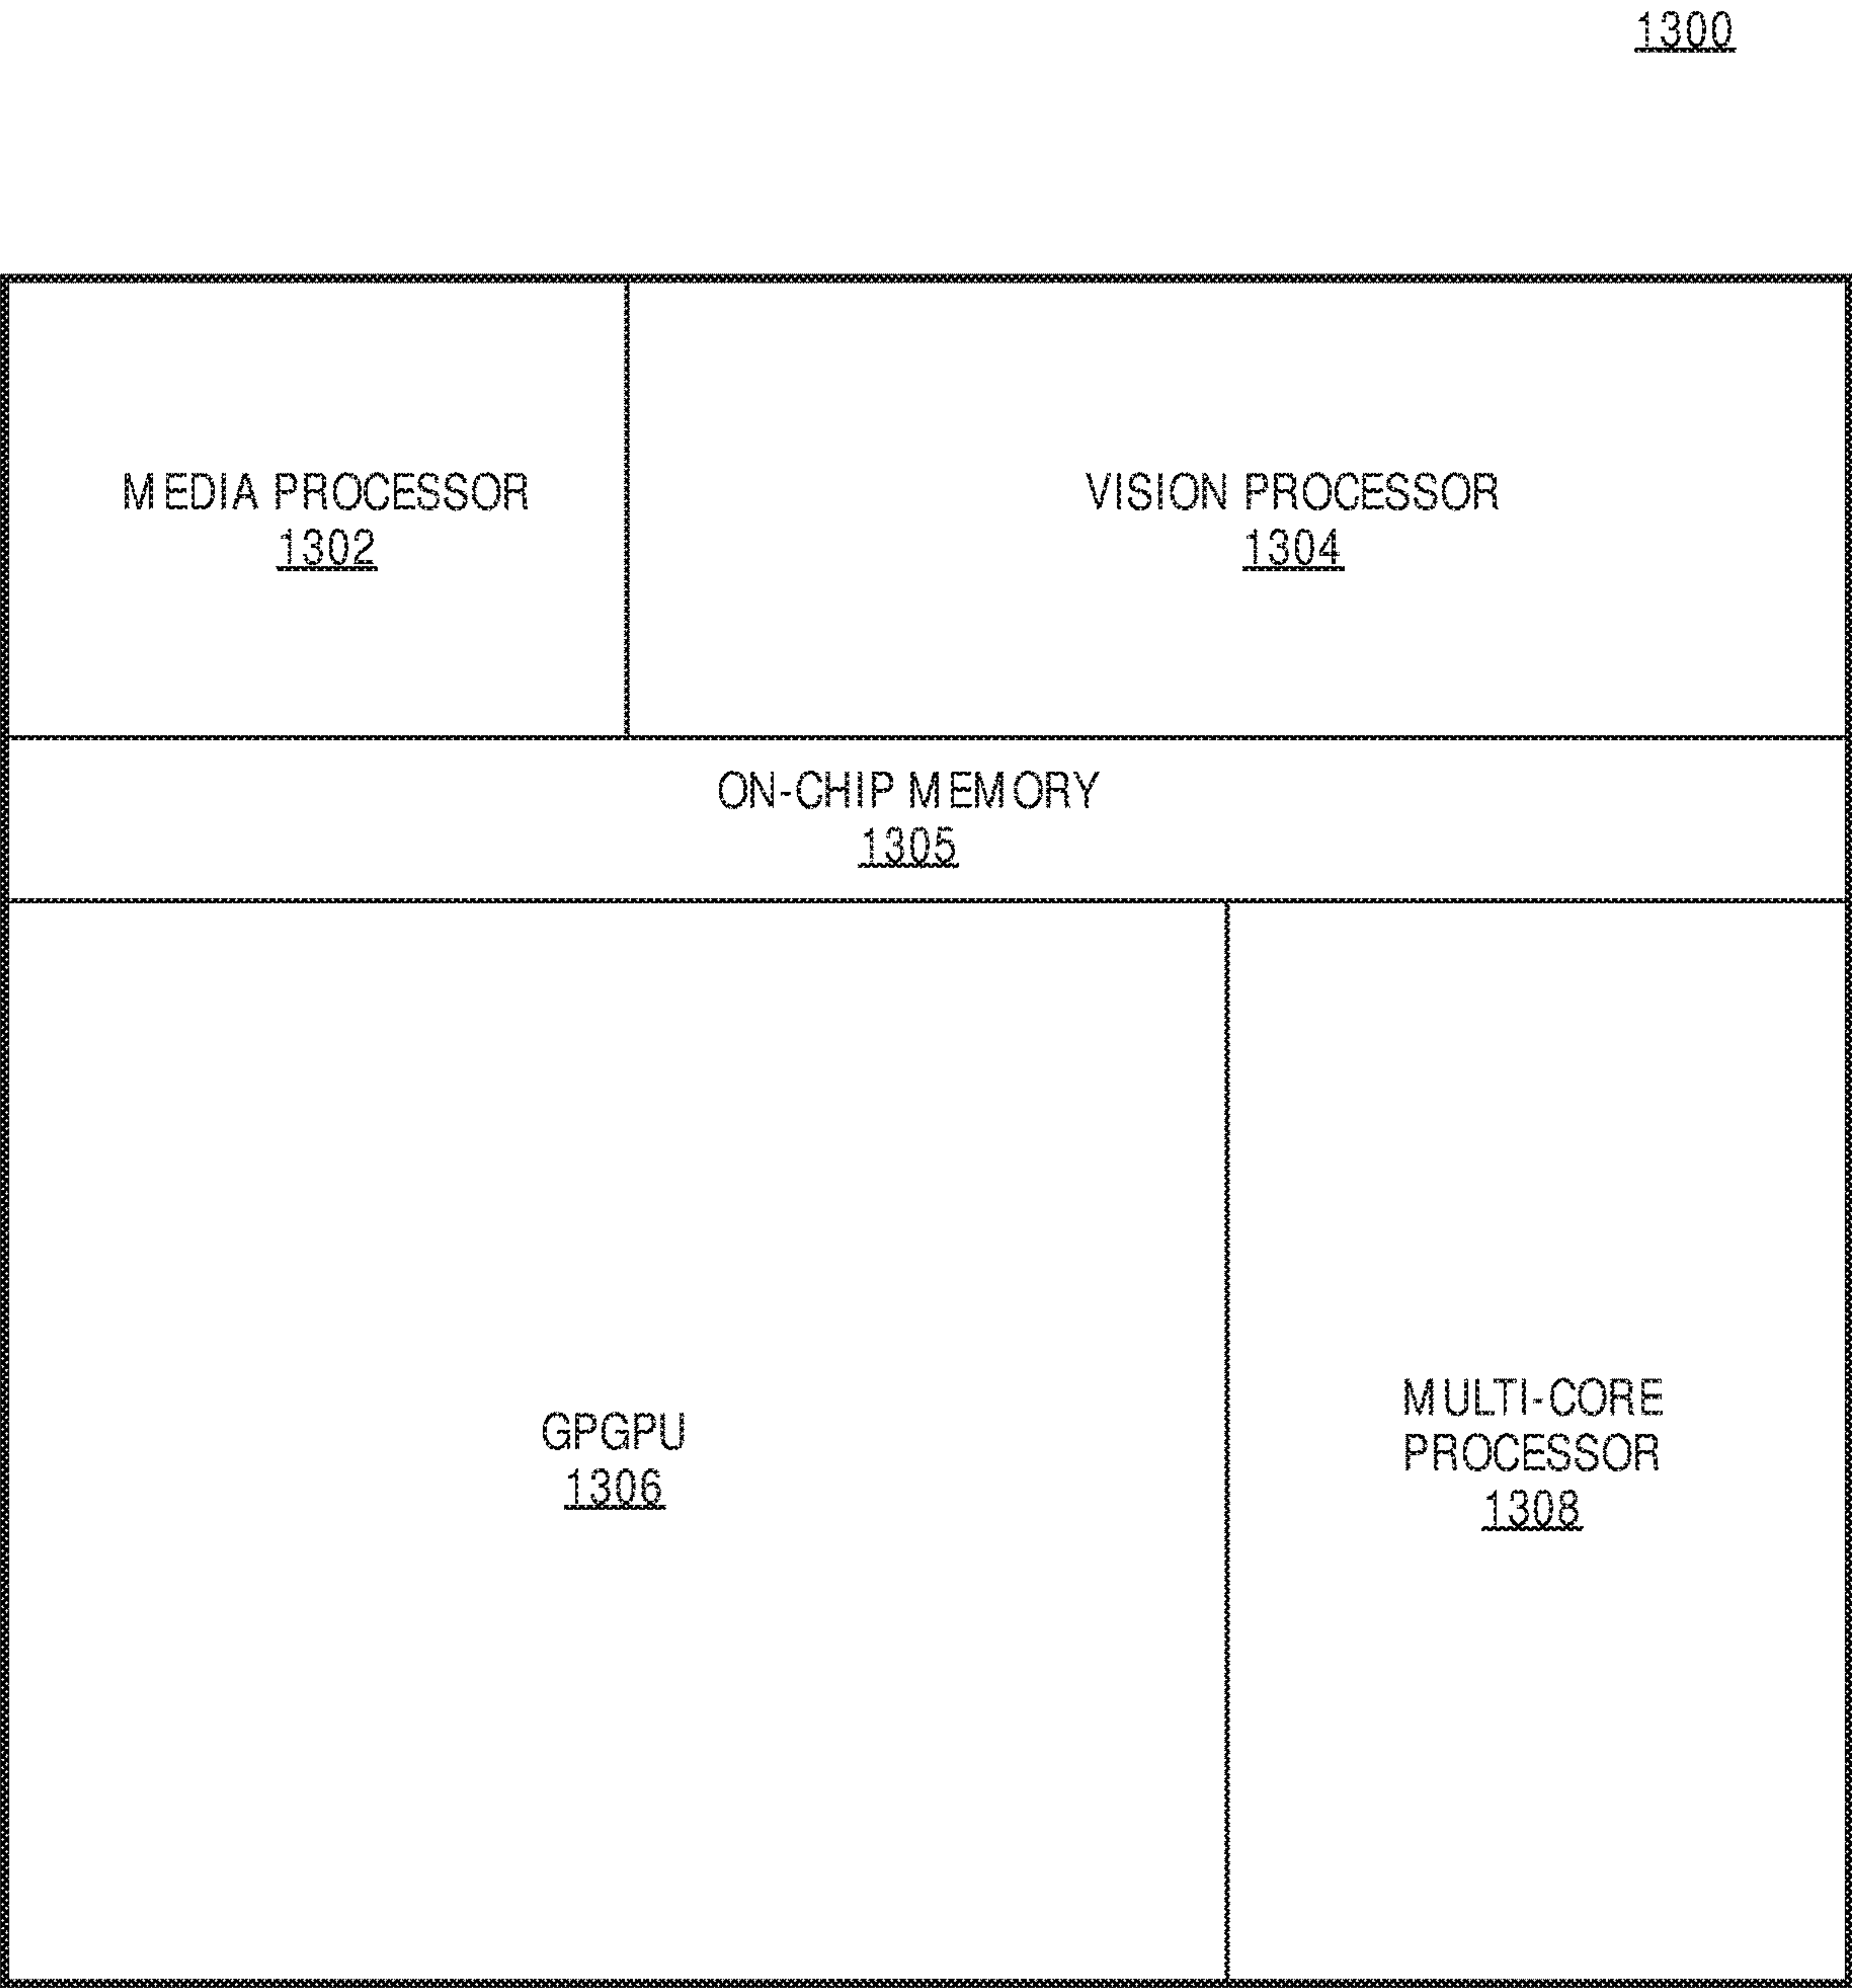 1300
MEDIA PROCESSOR
1302
VISION PROCESSOR
1304
ON-CHIP MEMORY
1305
GPGPU
1306
MULTI-CORE
PROCESSOR
1308